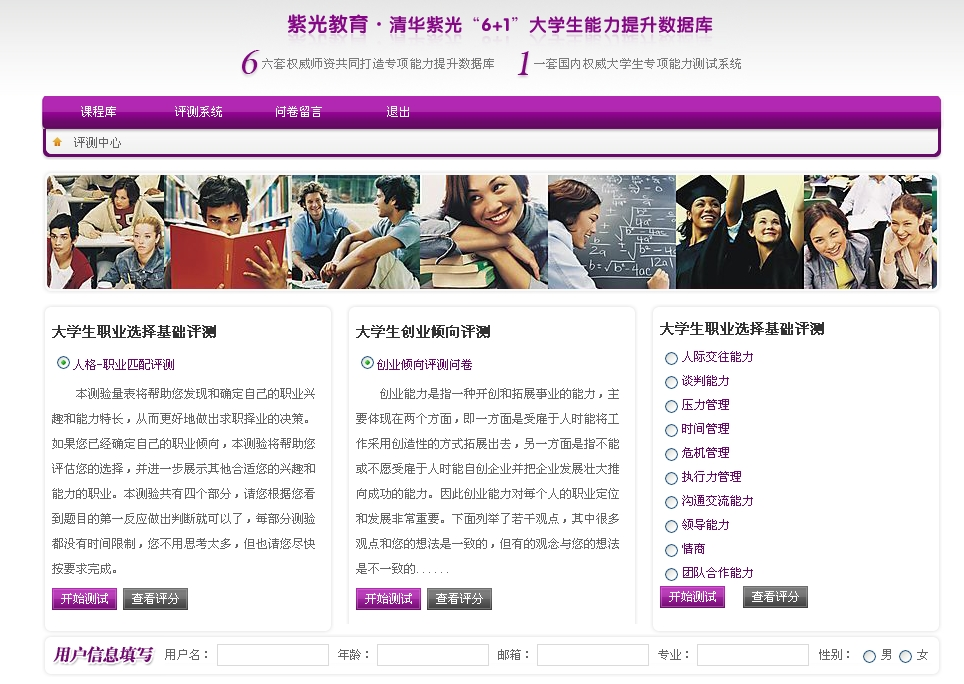 紫光教育·清华紫光“6+1”大学生能力提升数据库
6 六套权威师资共同打造专项能力提升数据库 1 一套国内权威大学生专项能力测试系统
课程库 评测系统 问卷留言 退出
评测中心
大学生职业选择基础评测
人格-职业匹配评测
本测验量表将帮助您发现和确定自己的职业兴
趣和能力特长，从而更好地做出求职择业的决策。
如果您已经确定自己的职业倾向，本测验将帮助您
评估您的选择，并进一步展示其他合适您的兴趣和
能力的职业。本测验共有四个部分，请您根据您看
到题目的第一反应做出判断就可以了，每部分测验
都没有时间限制，您不用思考太多，但也请您尽快
按要求完成。
开始测试 查看评分
大学生创业倾向评测
创业倾向评测问卷
创业能力是指一种开创和拓展事业的能力，主
要体现在两个方面，即一方面是受雇于人时能将工
作采用创造性的方式拓展出去，另一方面是指不能
或不愿受雇于人时能自创企业并把企业发展壮大推
向成功的能力。因此创业能力对每个人的职业定位
和发展非常重要。下面列举了若干观点，其中很多
观点和您的想法是一致的，但有的观念与您的想法
是不一致的......
开始测试 查看评分
大学生职业选择基础评测
人际交往能力
谈判能力
压力管理
时间管理
危机管理
执行力管理
沟通交流能力
领导能力
情商
团队合作能力
开始测试 查看评分
用户信息填写 用户名： 年龄： 邮箱： 专业： 性别： 男 女